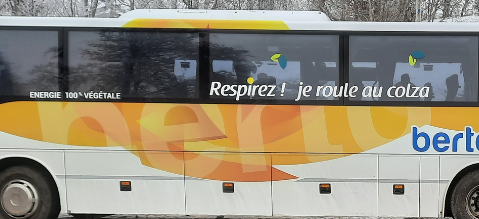 Respirez ! je roule au colza
ENERGIE 100% VÉGÉTALE
berto